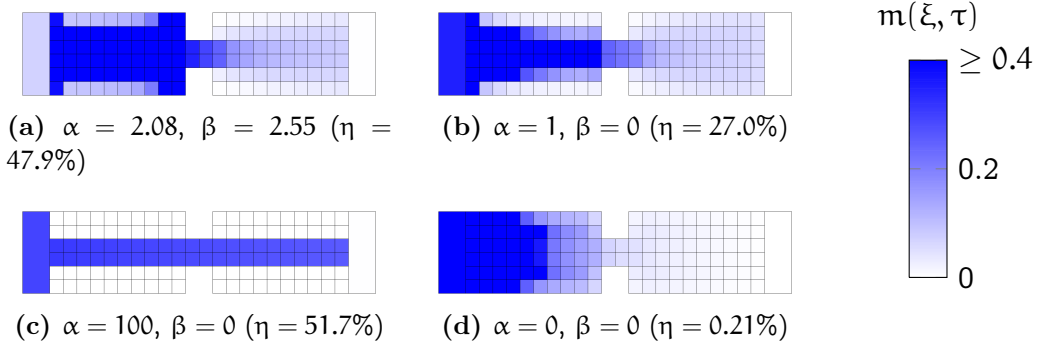 m(ξ, τ)
≥ 0.4
0.2
0
(a) α = 2.08, β = 2.55 (η =
47.9%)
(b) α = 1, β = 0 (η = 27.0%)
(c) α = 100, β = 0 (η = 51.7%)
(d) α = 0, β = 0 (η = 0.21%)